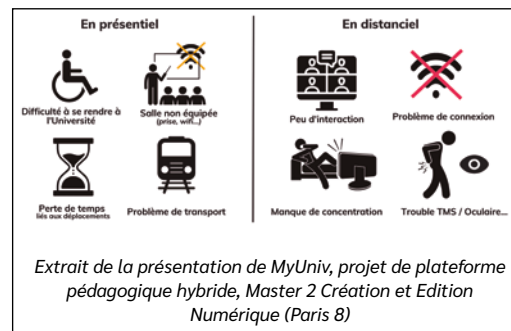 En présentiel
En distanciel
Difficulté à se rendre à
l'Université
Salle non équipée
(prise, wifi...)
Peu d'interaction
Problème de connexion
Perte de temps
liés aux déplacements
Problème de transport
Manque de concentration
Trouble TMS / Oculaire...
Extrait de la présentation de MyUniv, projet de plateforme
pédagogique hybride, Master 2 Création et Edition
Numérique (Paris 8)